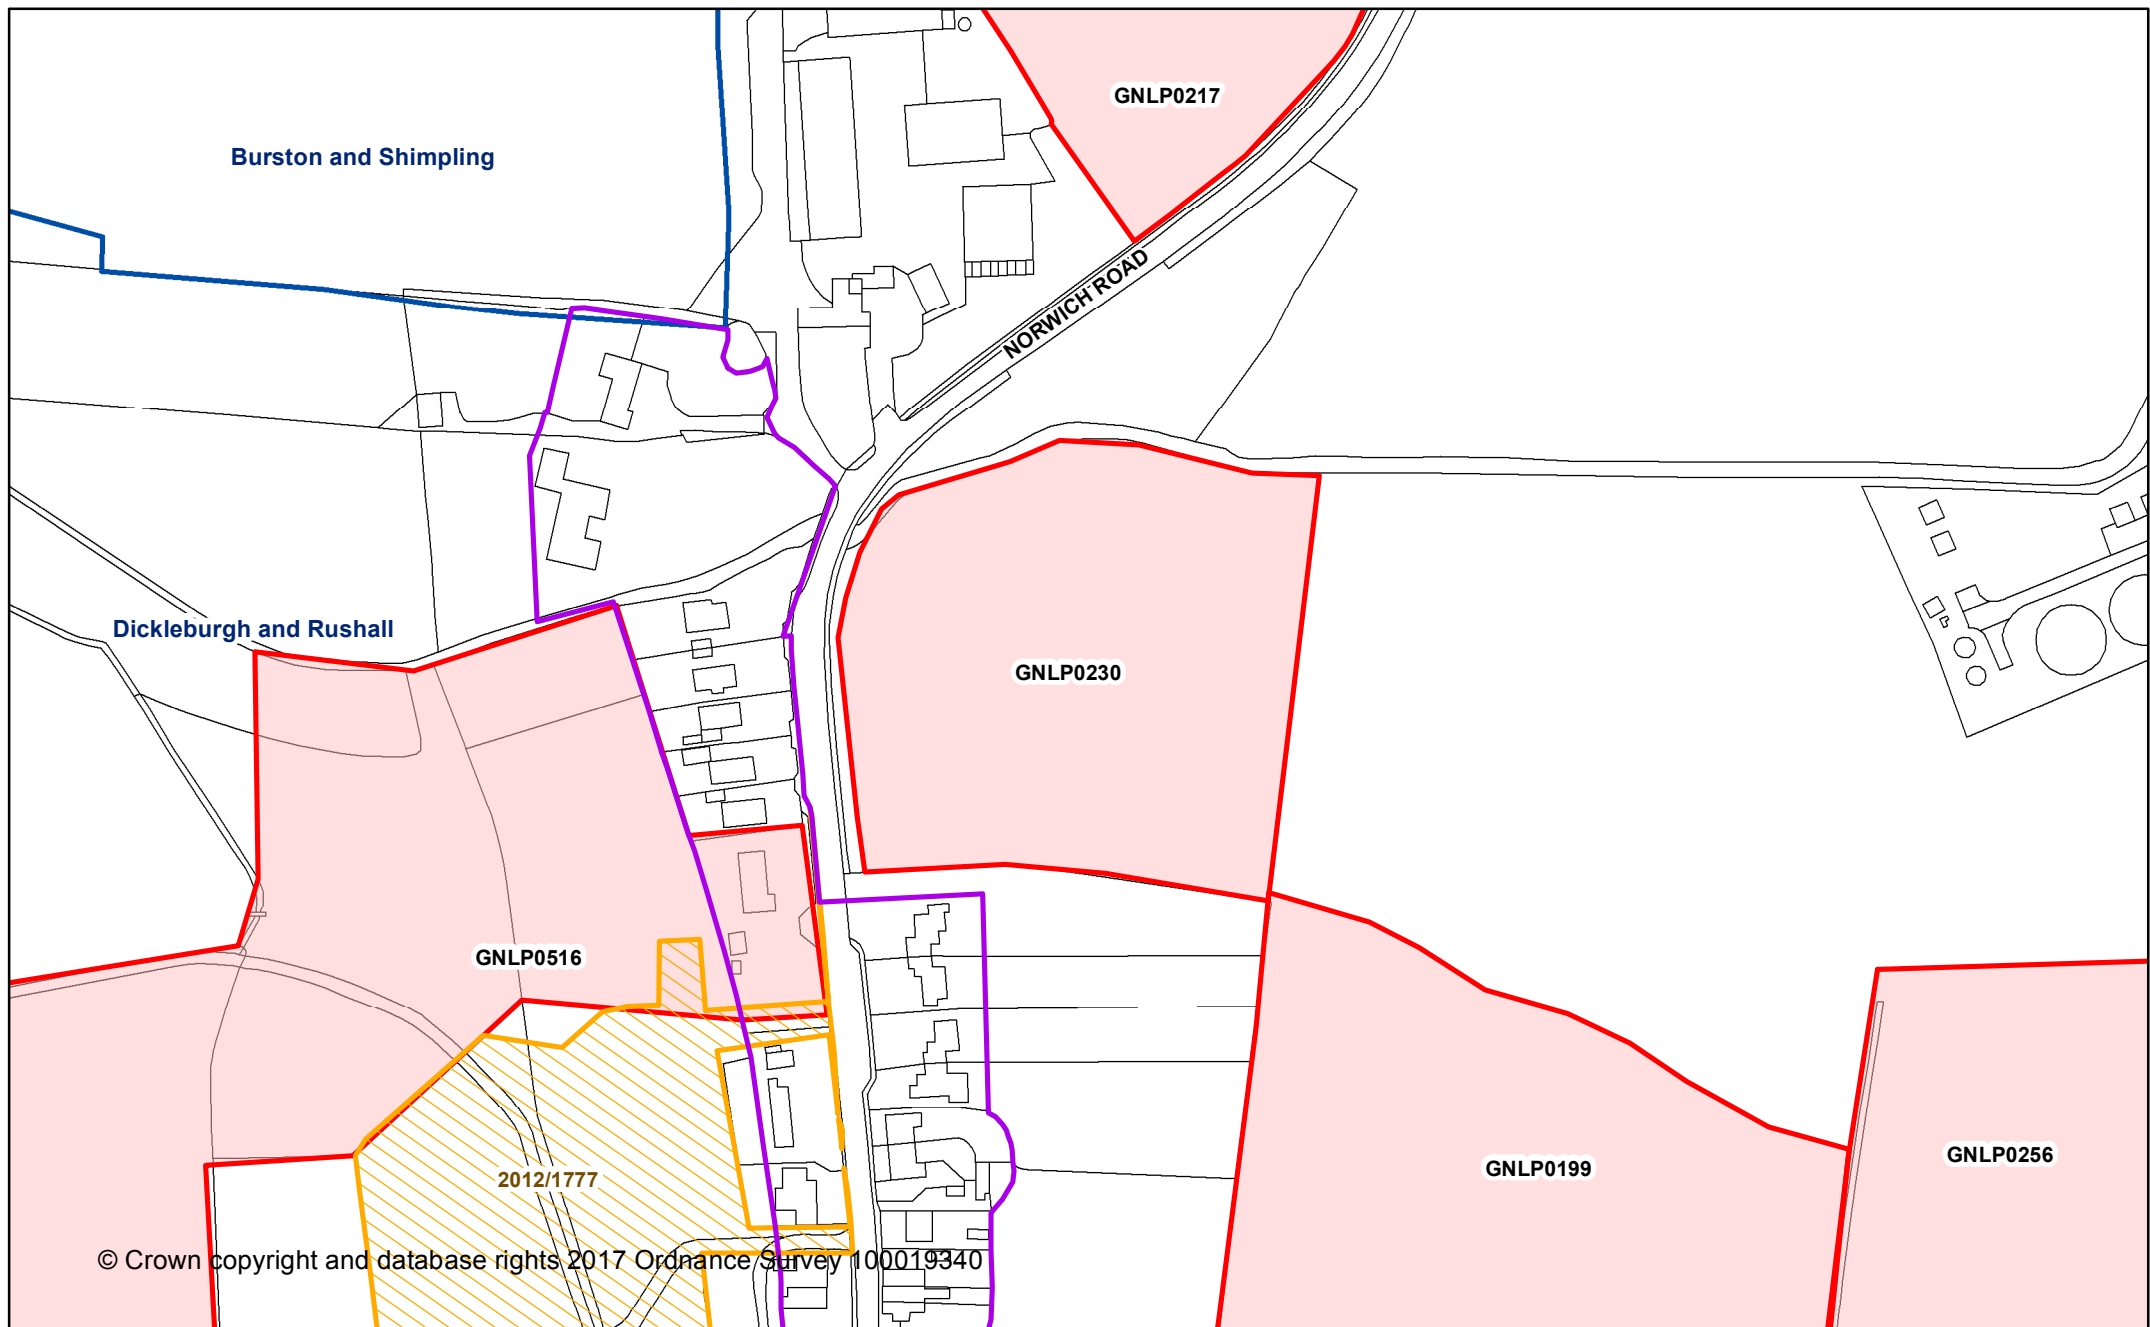 GNLP0217
Burston and Shimpling
NORWICH ROAD
Dickleburgh and Rushall
GNLP0230
GNLP0516
GNLP0256
GNLP0199
2012/1777
© Crown copyright and database rights 2017 Ordnance Survey 100019340